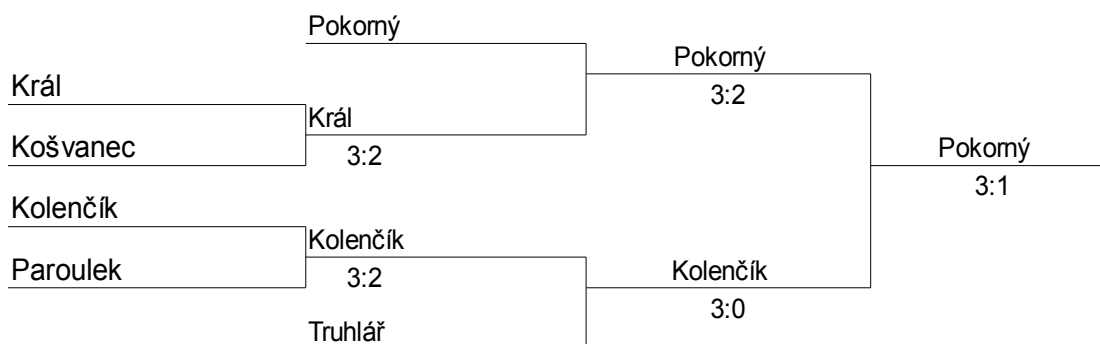 Pokorný
Král
Košvanec
Kolenčík
Paroulek
Král
3:2
Kolenčík
3:2
Truhlář
Pokorný
3:2
Kolenčík
3:0
Pokorný
3:1